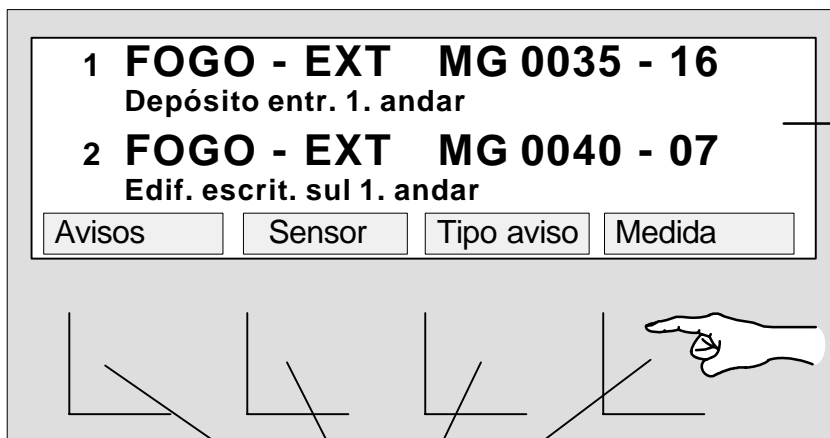 1 FOGO - EXT MG 0035 - 16
Depósito entr. 1. andar
2 FOGO - EXT MG 0040 - 07
Edif. escrit. sul 1. andar
Avisos Sensor Tipo aviso Medida